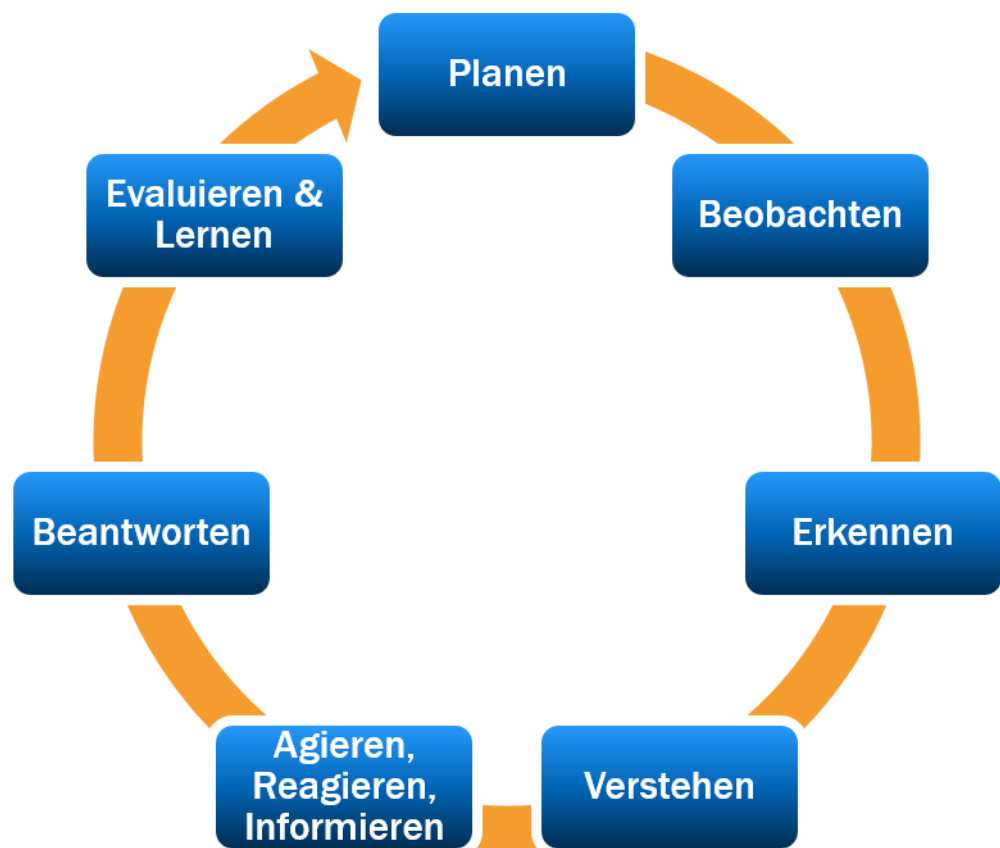 Planen
Beobachten
Erkennen
Verstehen
Agieren,
Reagieren,
Informieren
Beantworten
Evaluieren &
Lernen